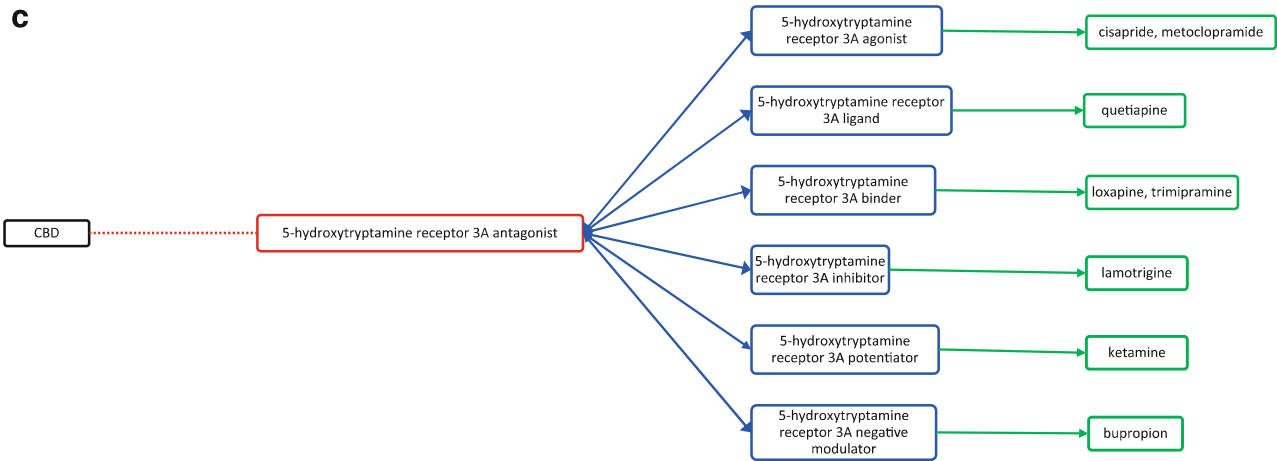 c
5-hydroxytryptamine
receptor 3A agonist
cisapride, metoclopramide
5-hydroxytryptamine receptor
3A ligand
quetiapine
5-hydroxytryptamine
receptor 3A binder
loxapine, trimipramine
CBD
5-hydroxytryptamine receptor 3A antagonist
5-hydroxytryptamine
receptor 3A inhibitor
lamotrigine
5-hydroxytryptamine
receptor 3A potentiator
ketamine
5-hydroxytryptamine
receptor 3A negative
modulator
bupropion